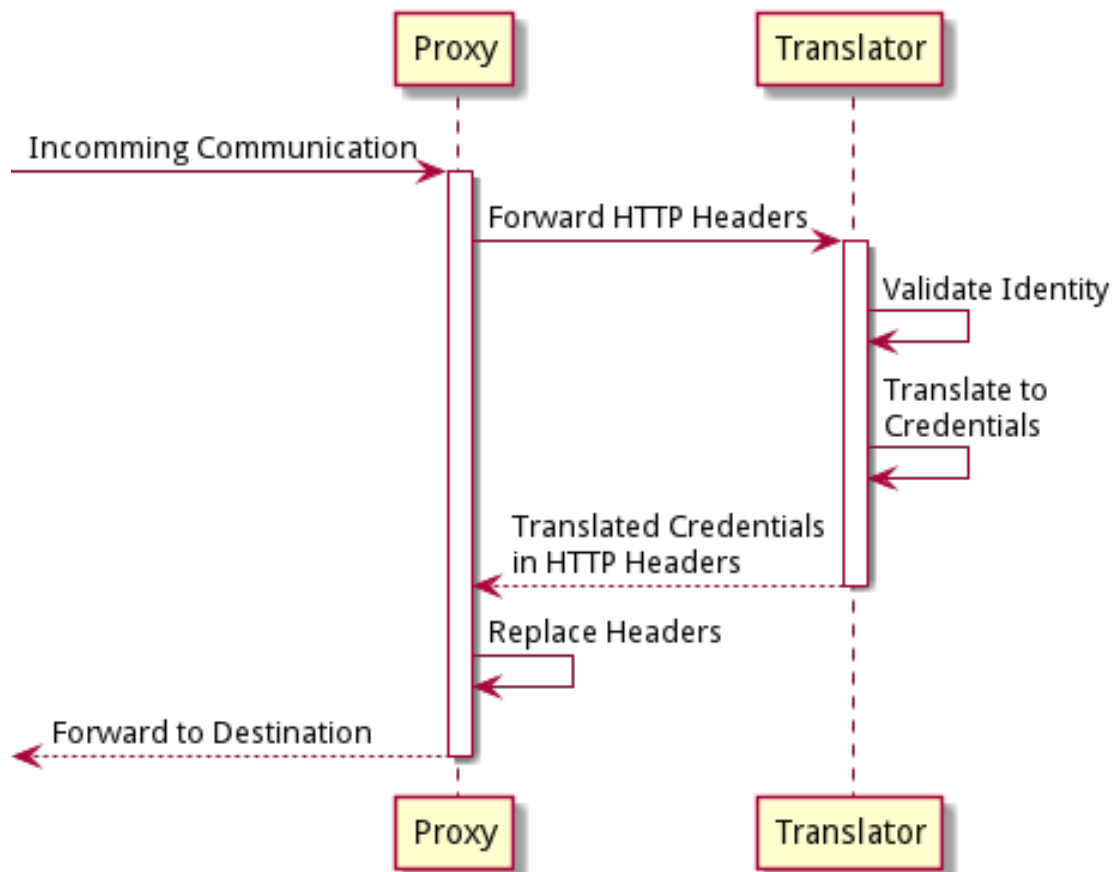 Proxy
Translator
Incomming Communication
Forward HTTP Headers
Validate Identity
Translate to
Credentials
Translated Credentials
in HTTP Headers
Replace Headers
Forward to Destination
Proxy
Translator